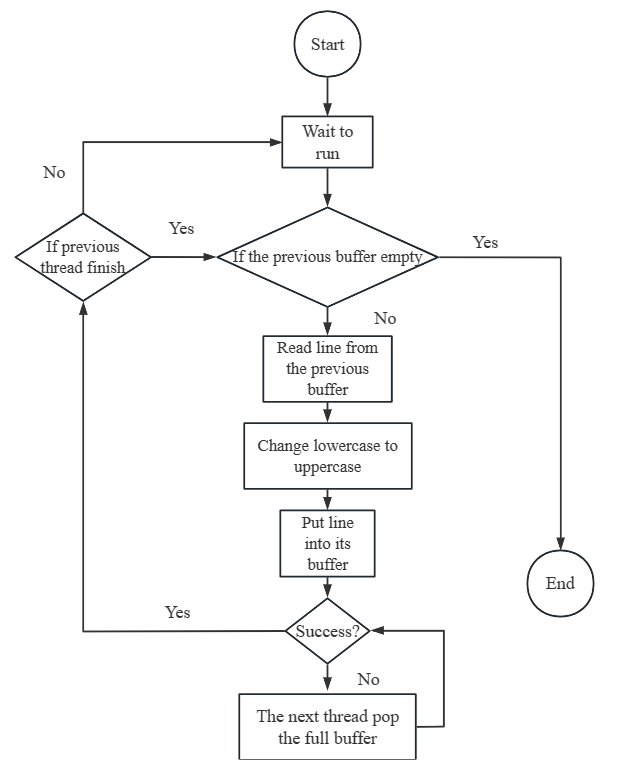 Start
Wait to
run
No
If previous
thread finish
Yes
If the previous buffer empty
Yes
No
Read line from
the previous
buffer
Change lowercase to
uppercase
Put line
into its
buffer
End
Yes
Success?
No
The next thread pop
the full buffer